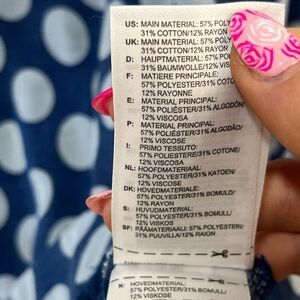 US: MAIN MATERIAL: 57% POLY
31% COTTON/12% RAYON
UK: MAIN MATERIAL: 57% POLY
31% COTTON/12% RAYON
D: HAUPTMATERIAL: 57% PO
31% BAUMWOLLE/12% VIS
F: MATIERE PRINCIPALE:
57% POLYESTER/31% COTON/
12% RAYONNE
E: MATERIAL PRINCIPAL:
57% POLIÉSTER/31% ALGODÓN/
12% VISCOSA
P: MATERIAL PRINCIPAL:
57% POLIÉSTER/31% ALGODÃO/
12% VISCOSE
I: PRIMO TESSUTO:
57% POLIESTERE/31% COTONE/
12% VISCOSA
NL: HOOFDMATERIAAL:
57% POLYESTER/31% KATOEN/
12% VISCOSE
DK: HOVEDMATERIALE:
57% POLYESTER/31% BOMULD/
12% RAYON
S: HUVUDMATERIAL:
57% POLYESTER/31% BOMULL/
12% VISKOS
SF: PÄÄMATERIAALI: 57% POLYESTERI/
31% PUUVILLA/12% RAION
N: HOVEDMATERIAL:
57% POLYESTER/31% BOMULL/
12% VISKOSE